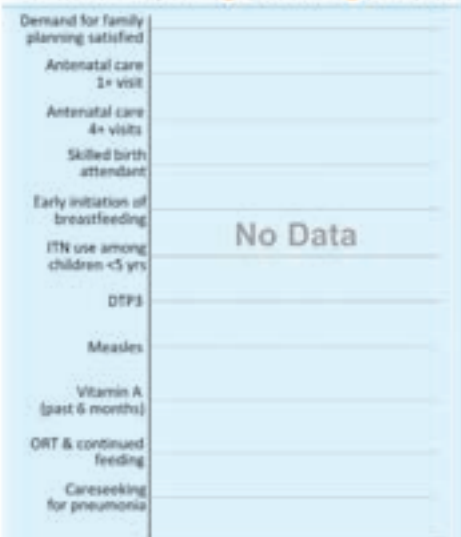 Demand for family
planning satisfied
Antenatal care
1+ visit
Antenatal care
4+ visits
Skilled birth
attendant
Early initiation of
breastfeeding
No Data
ITN use among
children <5 yrs
DTP3
Measles
Vitamin A
(past 6 months)
ORT & continued
feeding
Careseeking
for pneumonia